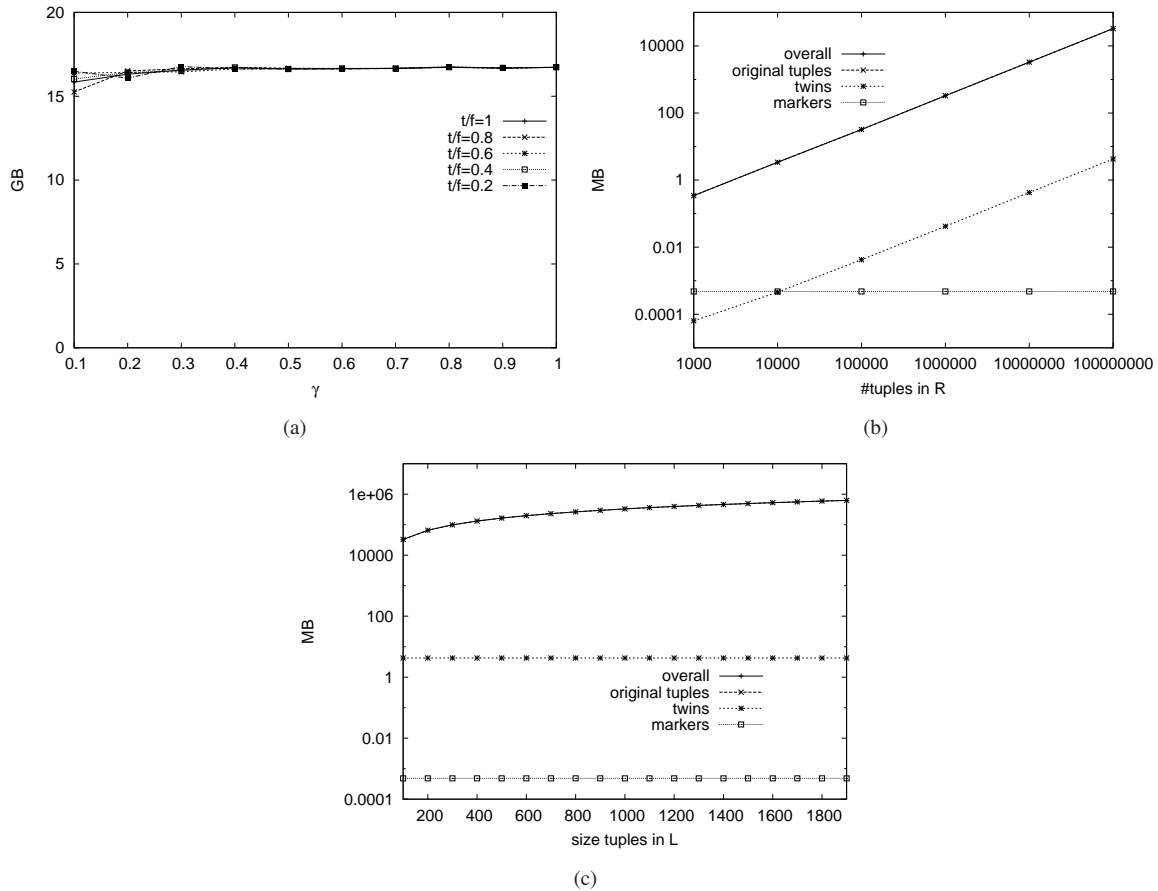 20
15
10
5
0
0.1 0.2 0.3 0.4 0.5 0.6 0.7 0.8 0.9 1
GB
γ
t/f=1
t/f=0.8
t/f=0.6
t/f=0.4
t/f=0.2
(a)
10000
100
1
0.01
0.0001
1000 10000 100000 1000000 10000000 100000000
MB
#tuples in R
overall
original tuples
twins
markers
(b)
1e+06
10000
100
1
0.01
0.0001
200 400 600 800 1000 1200 1400 1600 1800
MB
size tuples in L
overall
original tuples
twins
markers
(c)